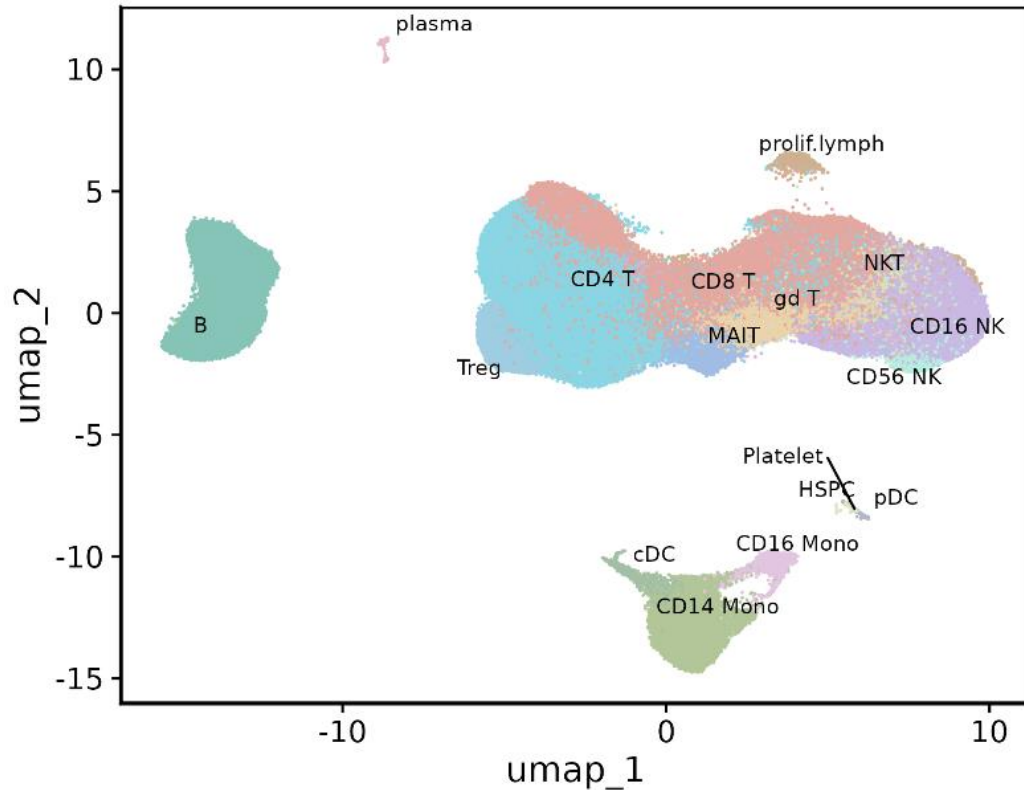 plasma
10
prolif.lymph
5
NKT
CD4 T
CD8 T
gd T
0
B
MAIT
CD16 NK
Treg
CD56 NK
-5
Platelet
HSPC
pDC
CD16 Mono
-10
cDC
CD14 Mono
-15
-10
0
10
umap_1
umap_2